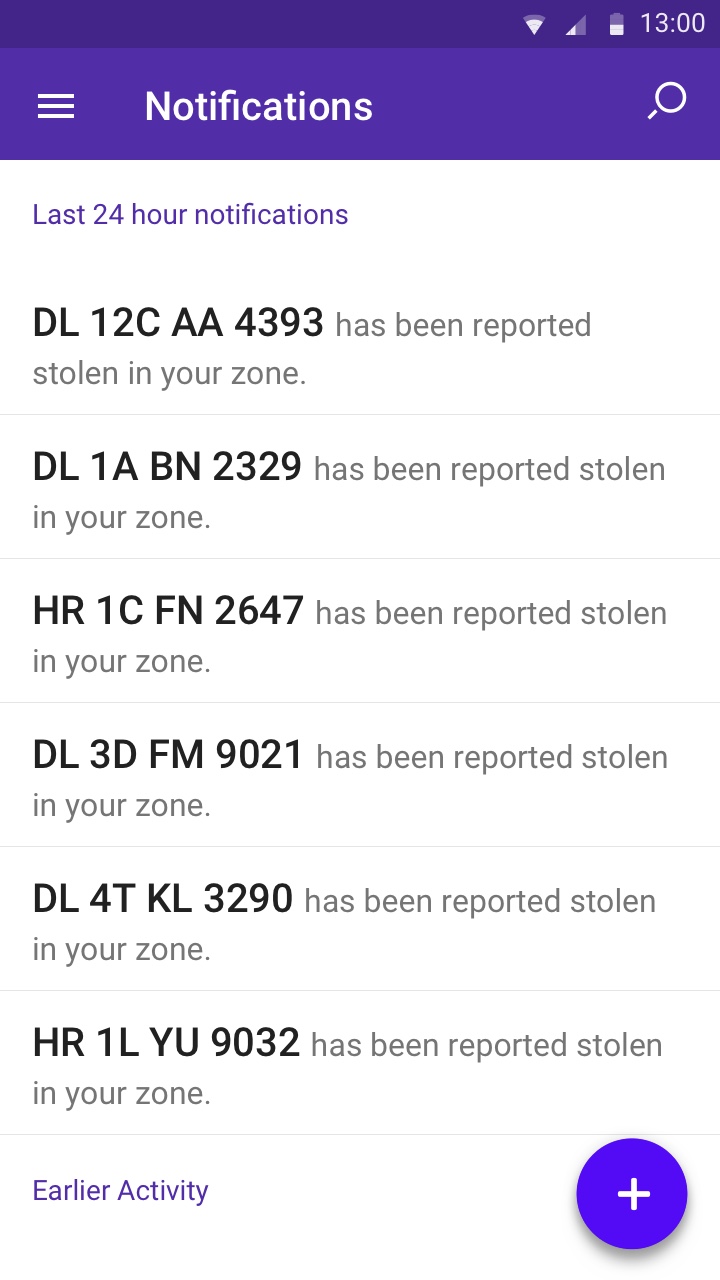 13:00
Notifications
Last 24 hour notifications
DL 12C AA 4393 has been reported
stolen in your zone.
DL 1A BN 2329 has been reported stolen
in your zone.
HR 1C FN 2647 has been reported stolen
in your zone.
DL 3D FM 9021 has been reported stolen
in your zone.
DL 4T KL 3290 has been reported stolen
in your zone.
HR 1L YU 9032 has been reported stolen
in your zone.
Earlier Activity